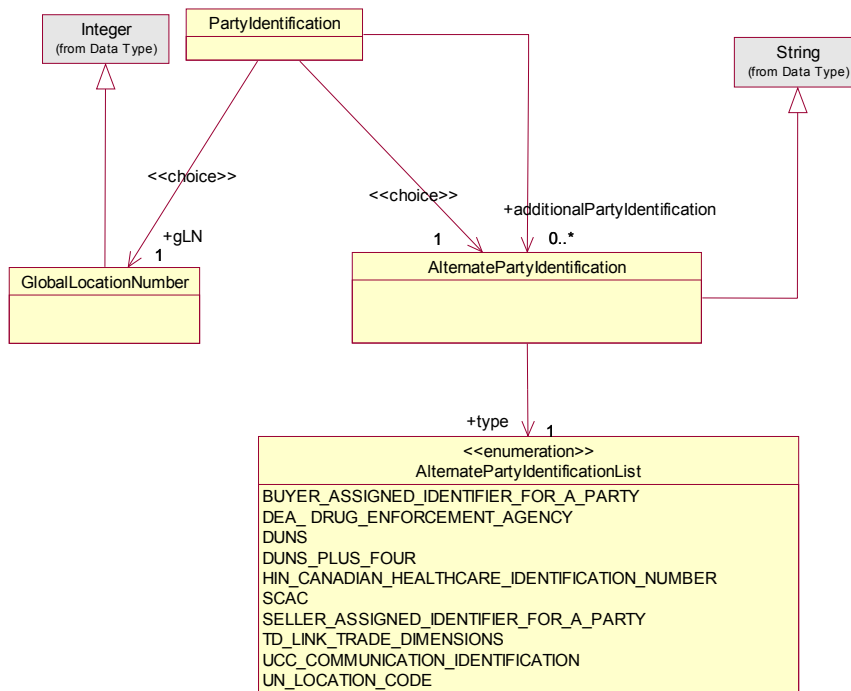 PartyIdentification
Integer
(from Data Type)
String
(from Data Type)
<<choice>>
<<choice>>
+additionalPartyIdentification
+gLN
1
1
0..*
GlobalLocationNumber
AlternatePartyIdentification
+type
1
<<enumeration>>
AlternatePartyIdentificationList
BUYER_ASSIGNED_IDENTIFIER_FOR_A_PARTY
DEA_ DRUG_ENFORCEMENT_AGENCY
DUNS
DUNS_PLUS_FOUR
HIN_CANADIAN_HEALTHCARE_IDENTIFICATION_NUMBER
SCAC
SELLER_ASSIGNED_IDENTIFIER_FOR_A_PARTY
TD_LINK_TRADE_DIMENSIONS
UCC_COMMUNICATION_IDENTIFICATION
UN_LOCATION_CODE